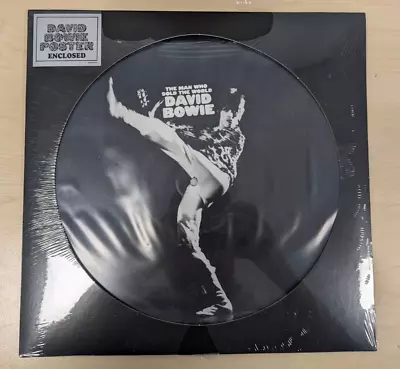 DAVID
BOWIE
POSTER
ENCLOSED
THE MAN WHO
SOLD THE WORLD
DAVID
BOWIE